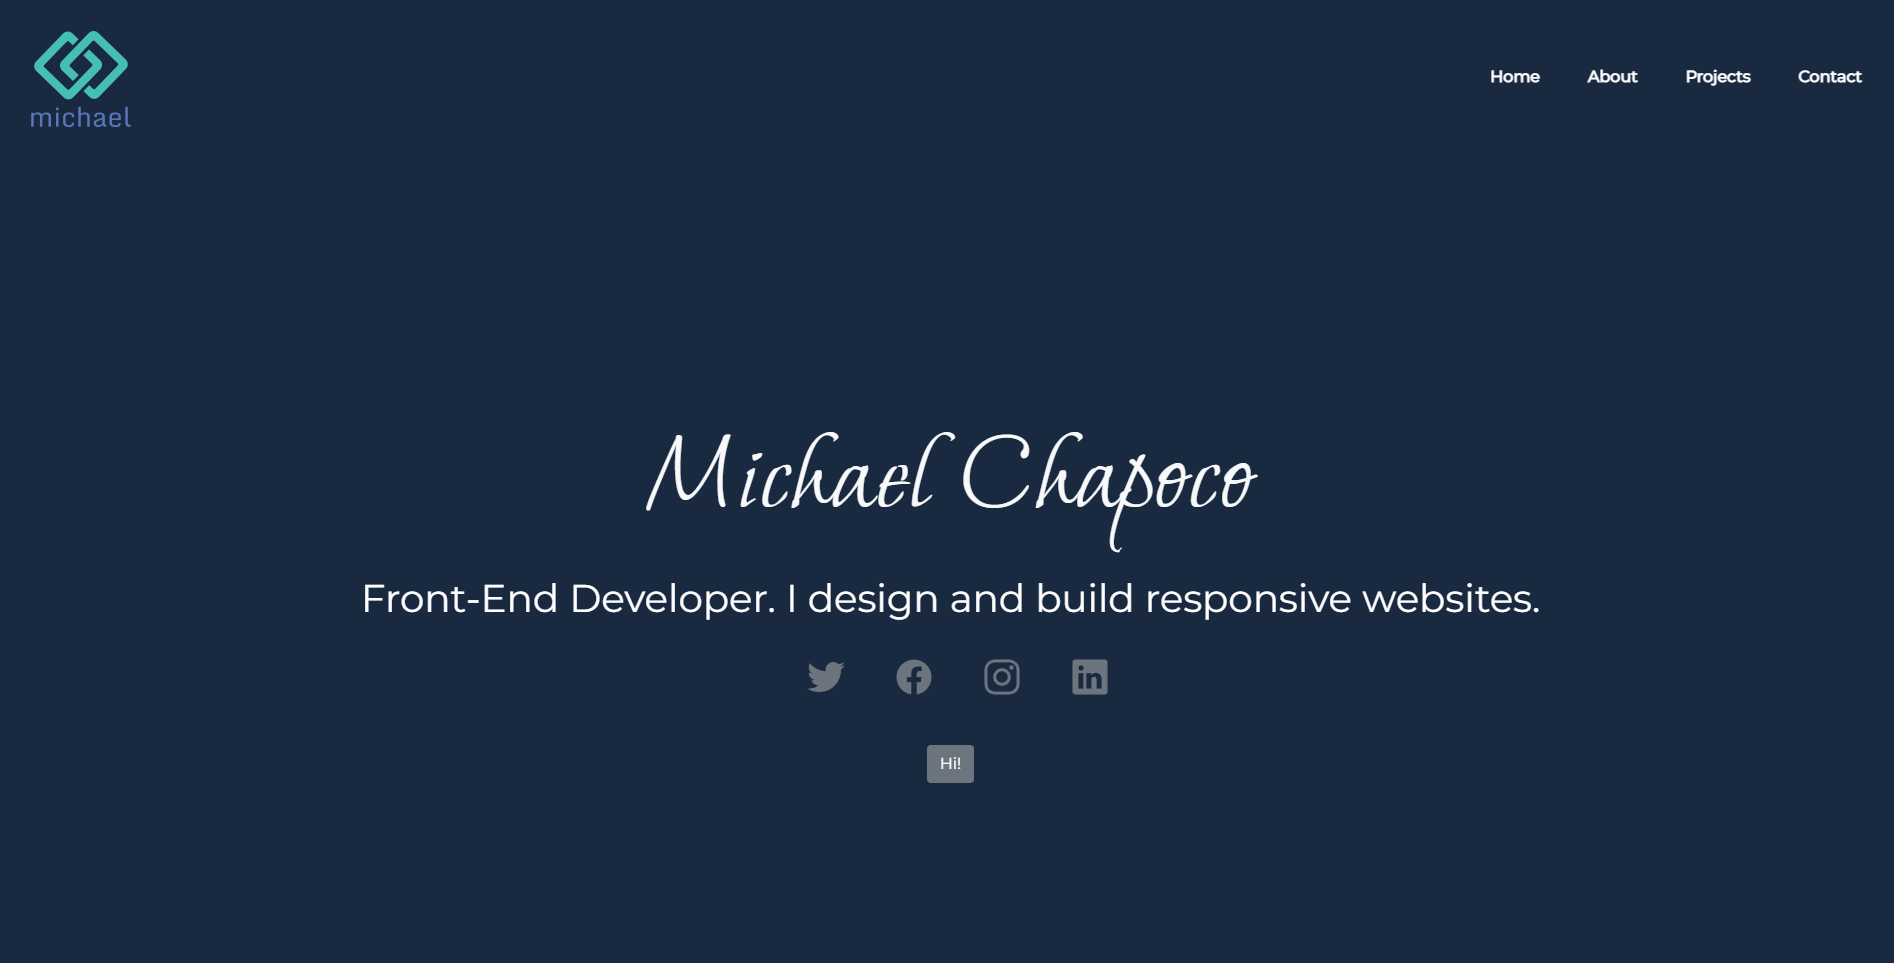 michael
Home About Projects Contact
Michael Chapoco
Front-End Developer. I design and build responsive websites.
Hi!